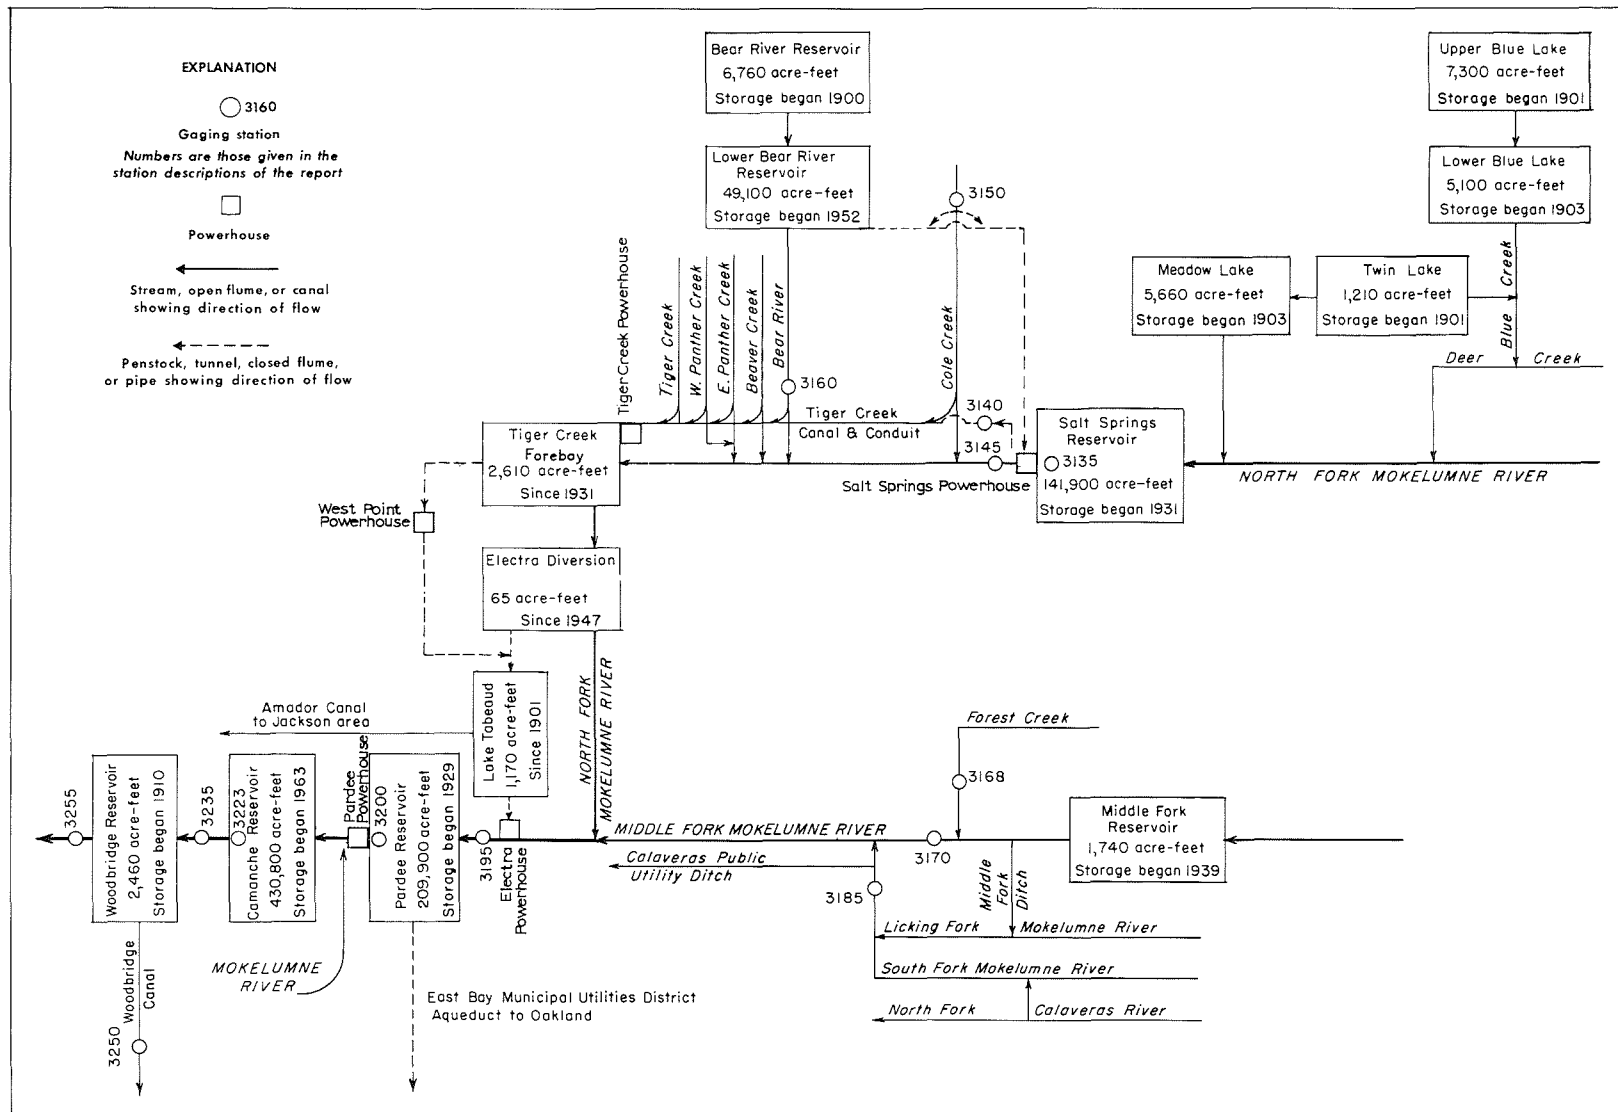 EXPLANATION
3160
Gaging station
Numbers are those given in the
station descriptions of the report
Powerhouse
Stream, open flume, or canal
showing direction of flow
Penstock, tunnel, closed flume,
or pipe showing direction of flow
Bear River Reservoir
6,760 acre-feet
Storage began 1900
Lower Bear River
Reservoir
49,100 acre-feet
Storage began 1952
Upper Blue Lake
7,300 acre-feet
Storage began 1901
Lower Blue Lake
5,100 acre-feet
Storage began 1903
Blue Creek
Meadow Lake
5,660 acre-feet
Storage began 1903
Twin Lake
1,210 acre-feet
Storage began 1901
Deer Creek
3150
Tiger Creek Powerhouse
Tiger Creek
W. Panther Creek
E. Panther Creek
Beaver Creek
Bear River
Cole Creek
3160
3140
Tiger Creek
Canal & Conduit
3145
Salt Springs Powerhouse
Salt Springs
Reservoir
3135
141,900 acre-feet
Storage began 1931
NORTH FORK MOKELUMNE RIVER
Tiger Creek
Forebay
2,610 acre-feet
Since 1931
West Point
Powerhouse
Electra Diversion
65 acre-feet
Since 1947
NORTH FORK
MOKELUMNE RIVER
Lake Tabeaud
1,170 acre-feet
Since 1901
Amador Canal
to Jackson area
Forest Creek
3168
Middle Fork
Reservoir
1,740 acre-feet
Storage began 1939
MIDDLE FORK MOKELUMNE RIVER
3170
Calaveras Public
Utility Ditch
Middle Fork
Ditch
3185
Licking Fork Mokelumne River
South Fork Mokelumne River
North Fork Calaveras River
3255
Woodbridge Reservoir
2,460 acre-feet
Storage began 1910
3235
3223
Camanche Reservoir
430,800 acre-feet
Storage began 1963
Pardee
Powerhouse
3200
Pardee Reservoir
209,900 acre-feet
Storage began 1929
3195
Electra
Powerhouse
MOKELUMNE
RIVER
Woodbridge
Canal
3250
East Bay Municipal Utilities District
Aqueduct to Oakland